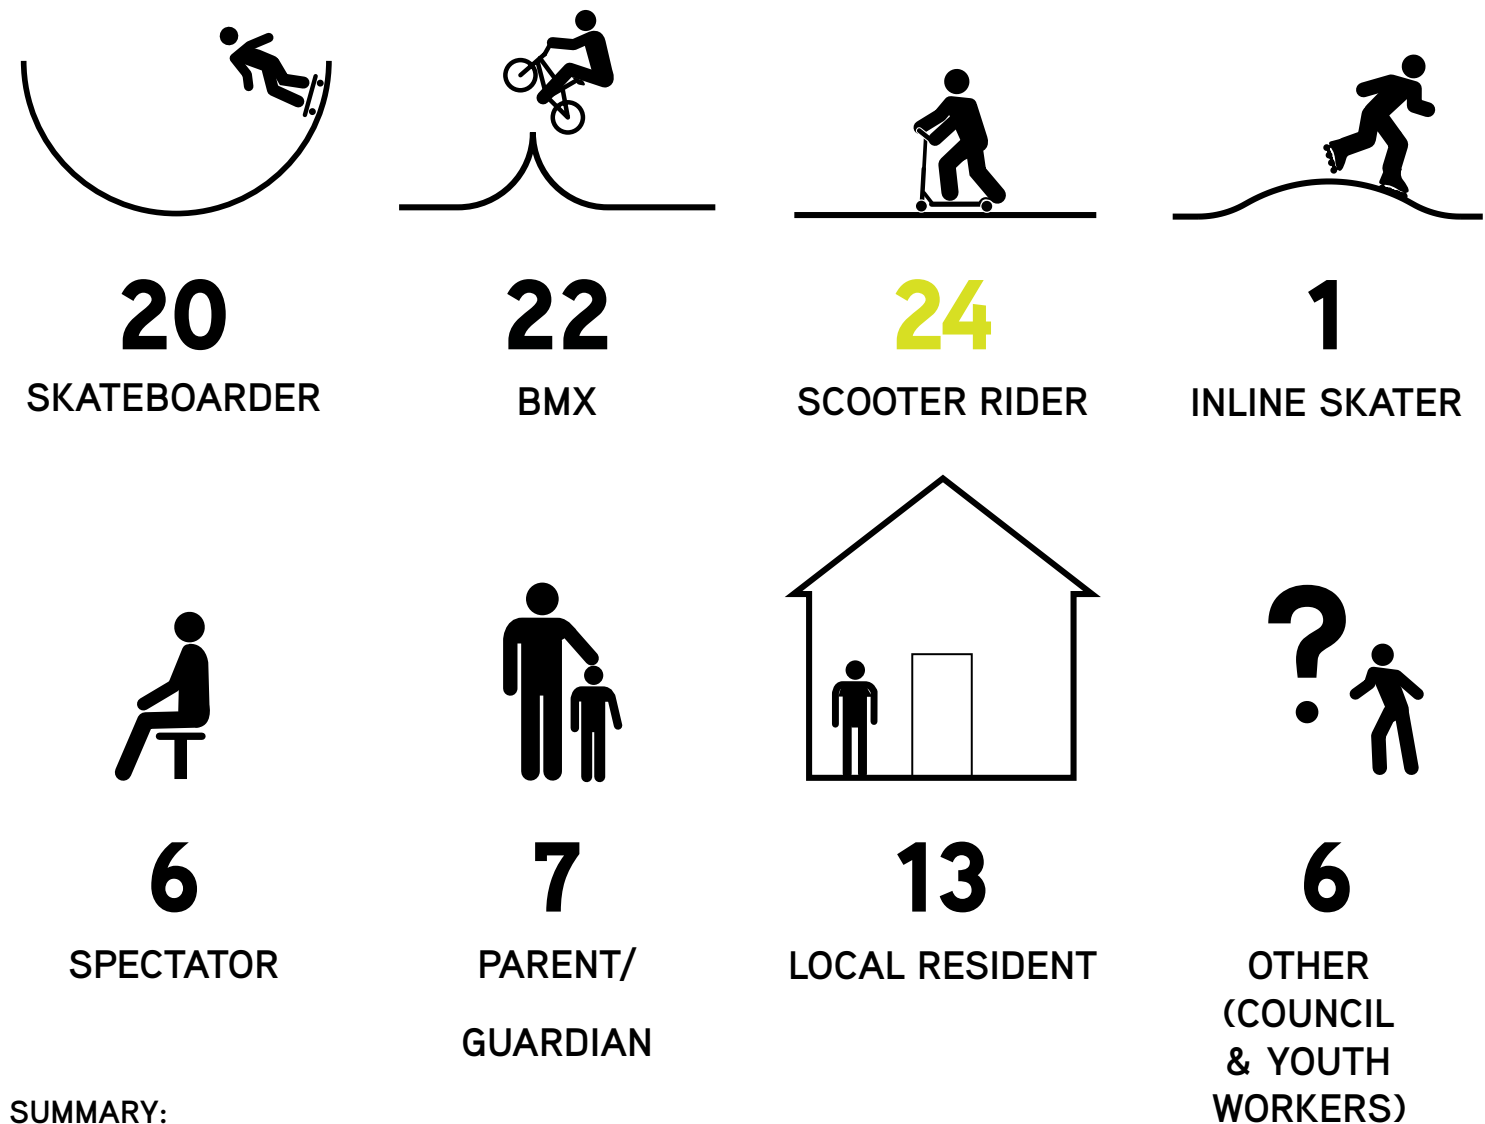 20
22
24
1
SKATEBOARDER
BMX
SCOOTER RIDER
INLINE SKATER
?
6
7
13
6
SPECTATOR
PARENT/
GUARDIAN
LOCAL RESIDENT
OTHER
(COUNCIL
& YOUTH
WORKERS)
SUMMARY: